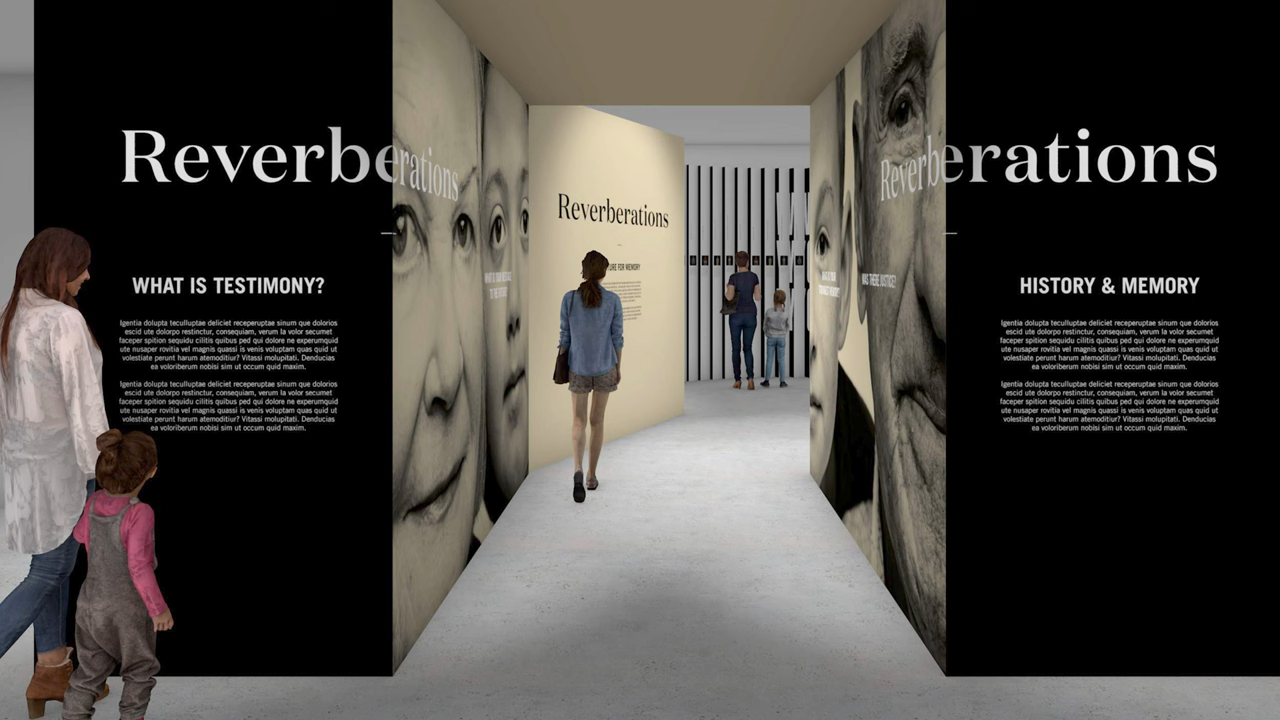 Reverberations
WHAT IS TESTIMONY?
Igentia dolupta teculluptae deliciet receperuptae sinum que dolorios
escid ute dolorpo restinctur, consequiam, verum la volor secumet
faceper spition sequidu cilitis quibus ped qui dolore ne experumquid
ute nusaper rovitia vel magnis quassi is venis voluptam quas quid ut
volestiate perunt harum atemoditiur? Vitassi molupitati. Denducias
ea voloriberum nobisi sim ut occum quid maxim.
Igentia dolupta teculluptae deliciet receperuptae sinum que dolorios
escid ute dolorpo restinctur, consequiam, verum la volor secumet
faceper spition sequidu cilitis quibus ped qui dolore ne experumquid
ute nusaper rovitia vel magnis quassi is venis voluptam quas quid ut
volestiate perunt harum atemoditiur? Vitassi molupitati. Denducias
ea voloriberum nobisi sim ut occum quid maxim.
Reverberations
FOR MEMORY
WAS THERE JUSTICE?
Reverberations
HISTORY & MEMORY
Igentia dolupta teculluptae deliciet receperuptae sinum que dolorios
escid ute dolorpo restinctur, consequiam, verum la volor secumet
faceper spition sequidu cilitis quibus ped qui dolore ne experumquid
ute nusaper rovitia vel magnis quassi is venis voluptam quas quid ut
volestiate perunt harum atemoditiur? Vitassi molupitati. Denducias
ea voloriberum nobisi sim ut occum quid maxim.
Igentia dolupta teculluptae deliciet receperuptae sinum que dolorios
escid ute dolorpo restinctur, consequiam, verum la volor secumet
faceper spition sequidu cilitis quibus ped qui dolore ne experumquid
ute nusaper rovitia vel magnis quassi is venis voluptam quas quid ut
volestiate perunt harum atemoditiur? Vitassi molupitati. Denducias
ea voloriberum nobisi sim ut occum quid maxim.